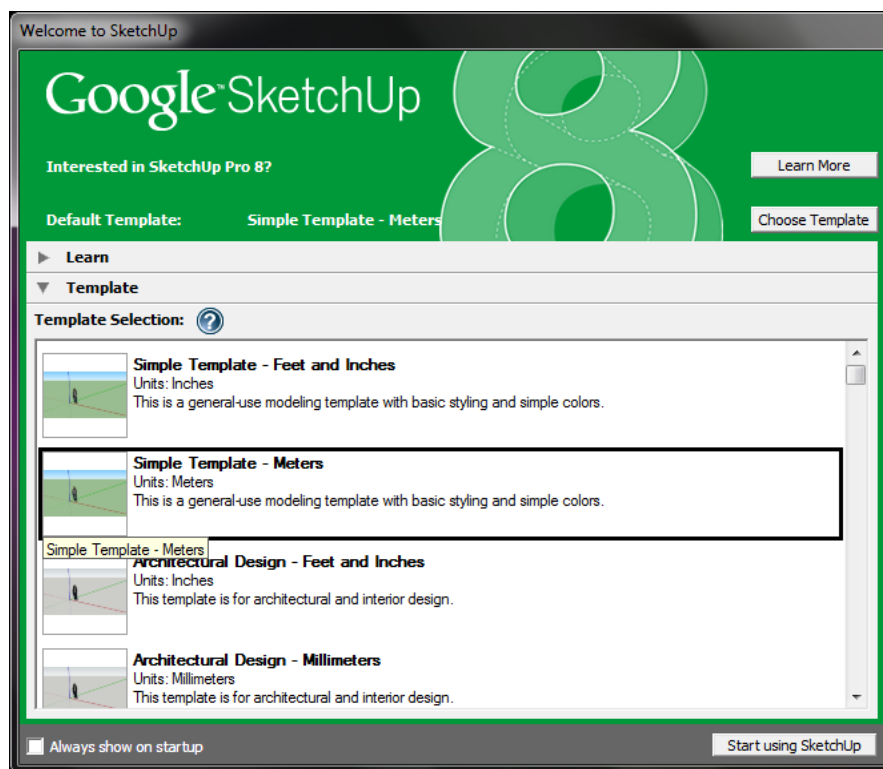 Welcome to SketchUp
Google™ SketchUp
8
Interested in SketchUp Pro 8?
Learn More
Default Template: Simple Template - Meters
Choose Template
Learn
Template
Template Selection: ?
Simple Template - Feet and Inches
Units: Inches
This is a general-use modeling template with basic styling and simple colors.
Simple Template - Meters
Units: Meters
This is a general-use modeling template with basic styling and simple colors.
Simple Template - Meters
Architectural Design - Feet and Inches
Units: Inches
This template is for architectural and interior design.
Architectural Design - Millimeters
Units: Millimeters
This template is for architectural and interior design.
Always show on startup
Start using SketchUp